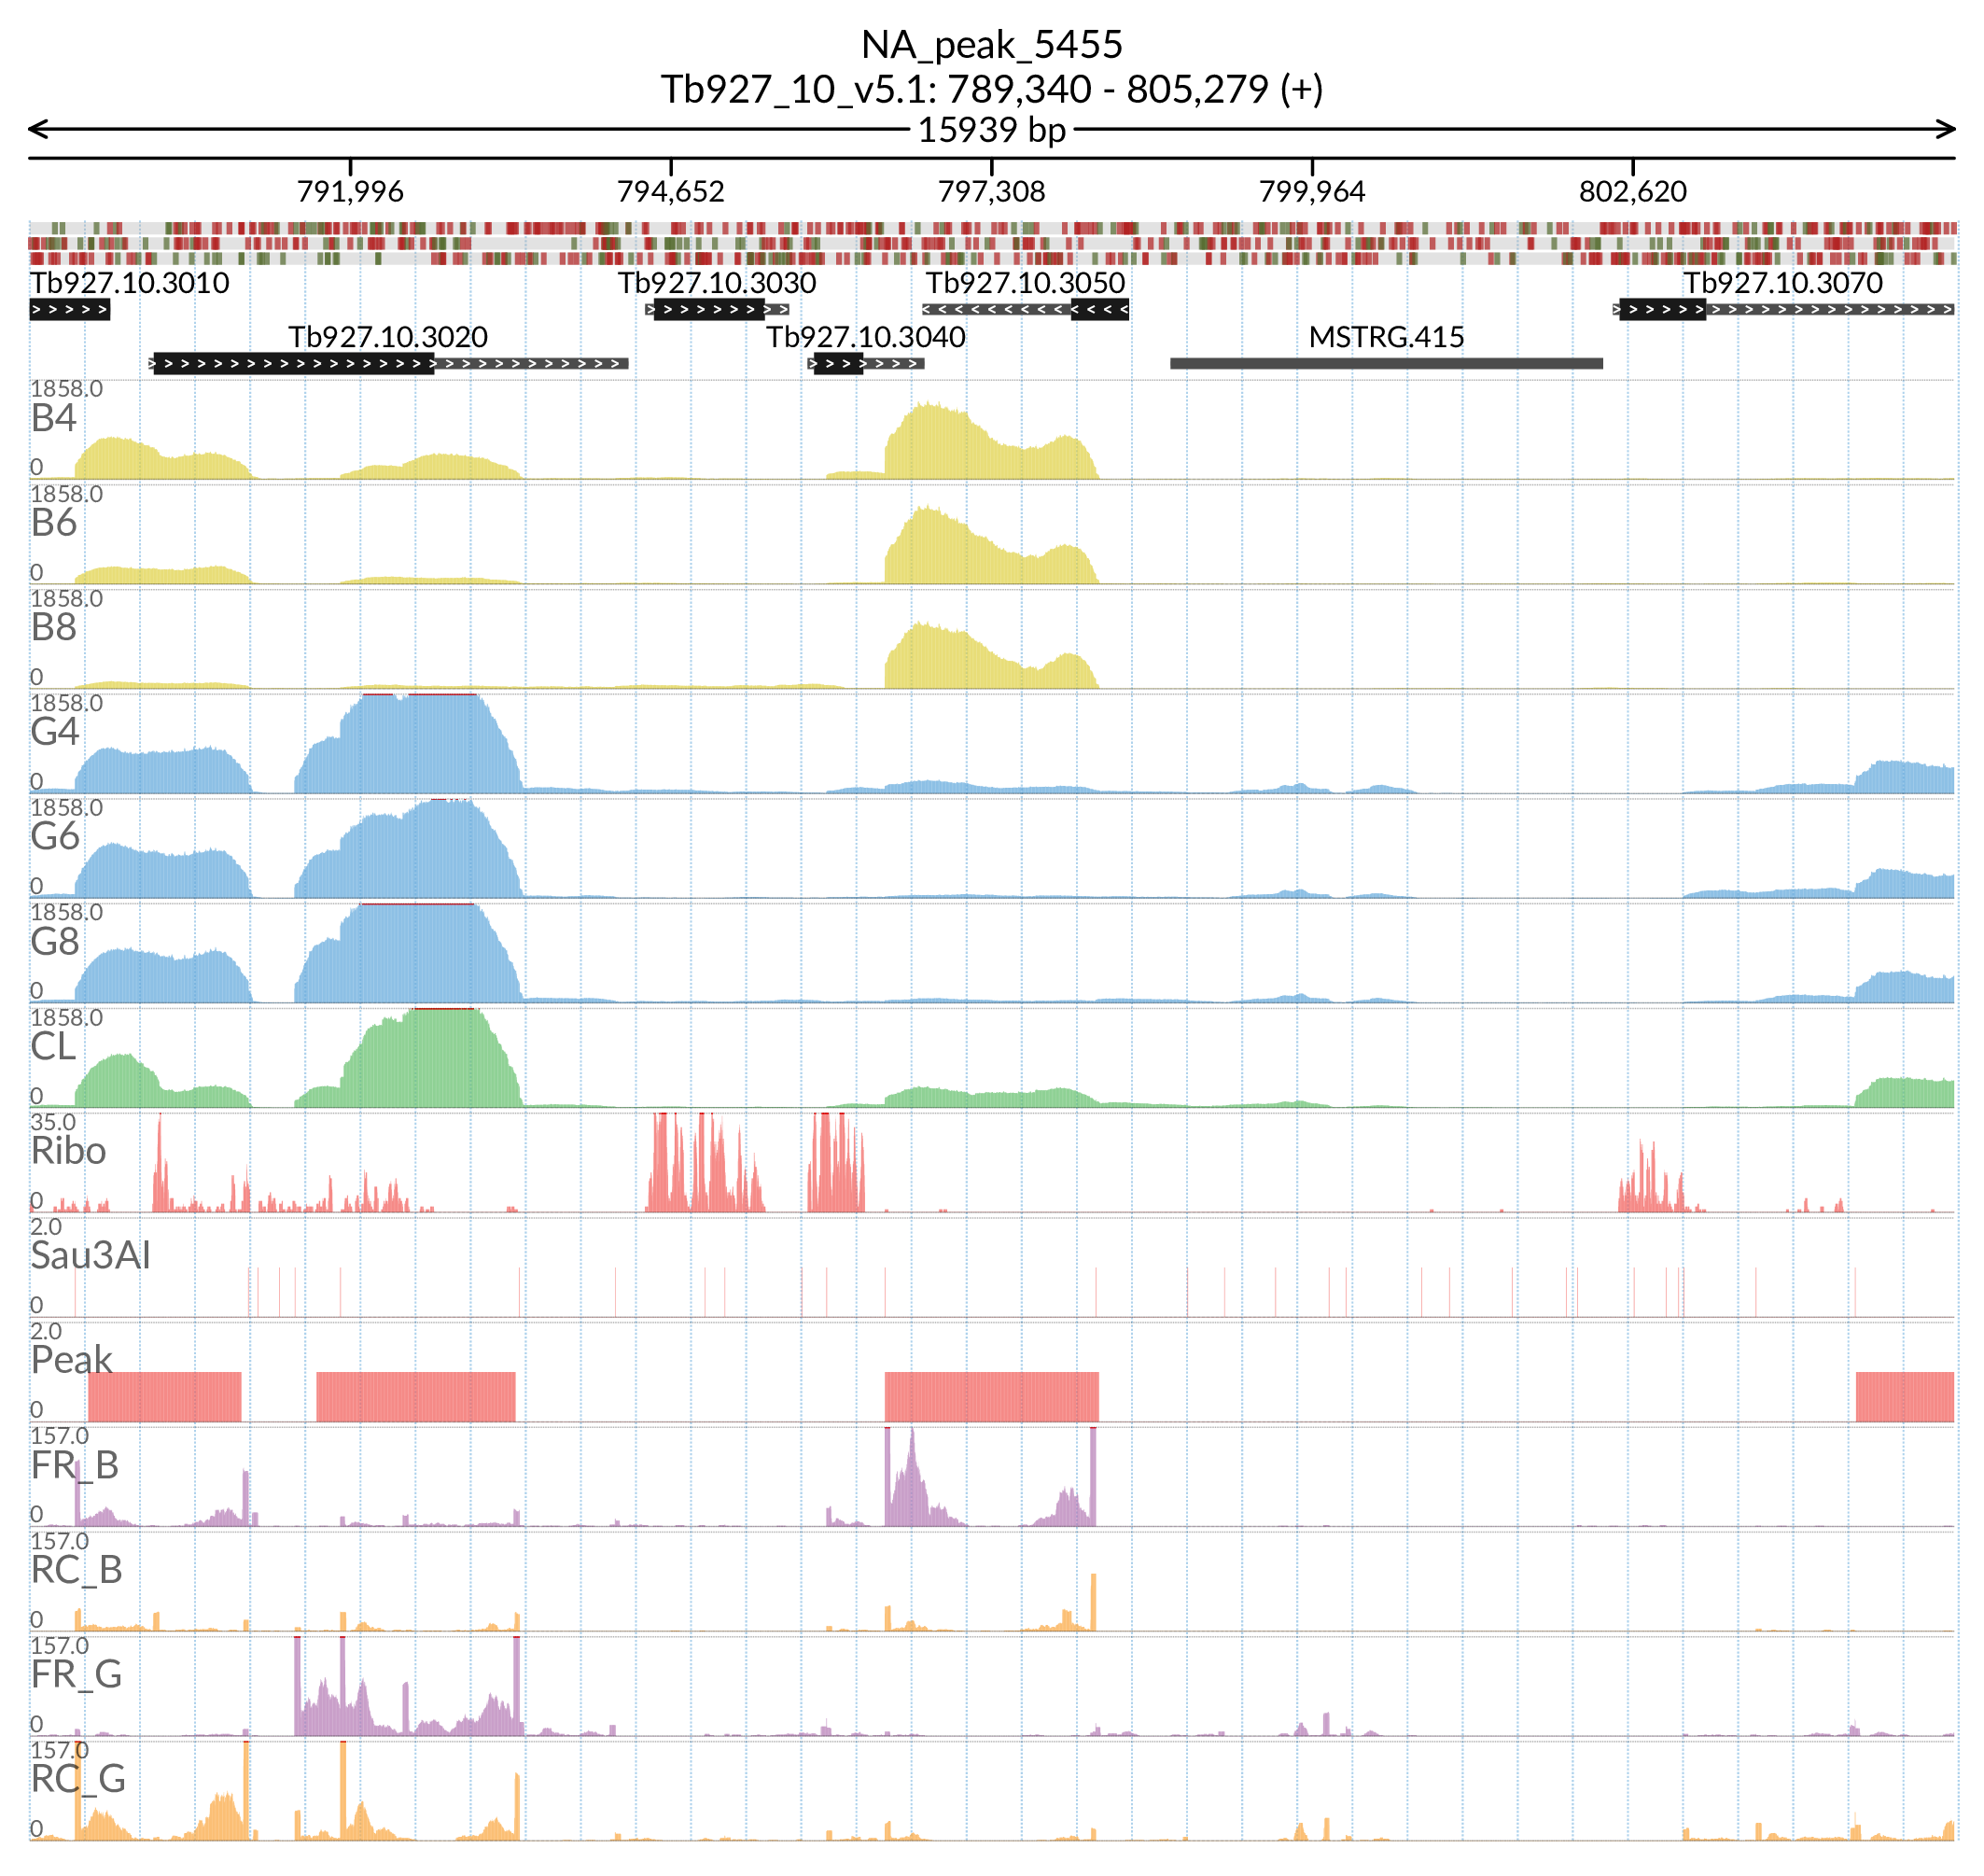 NA_peak_5455
Tb927_10_v5.1: 789,340 - 805,279 (+)
15939 bp
791,996 794,652 797,308 799,964 802,620
Tb927.10.3010 Tb927.10.3030 Tb927.10.3050 Tb927.10.3070
Tb927.10.3020 Tb927.10.3040 MSTRG.415
1858.0
B4
0
1858.0
B6
0
1858.0
B8
0
1858.0
G4
0
1858.0
G6
0
1858.0
G8
0
1858.0
CL
0
35.0
Ribo
0
2.0
Sau3AI
0
2.0
Peak
0
157.0
FR_B
0
157.0
RC_B
0
157.0
FR_G
0
157.0
RC_G
0